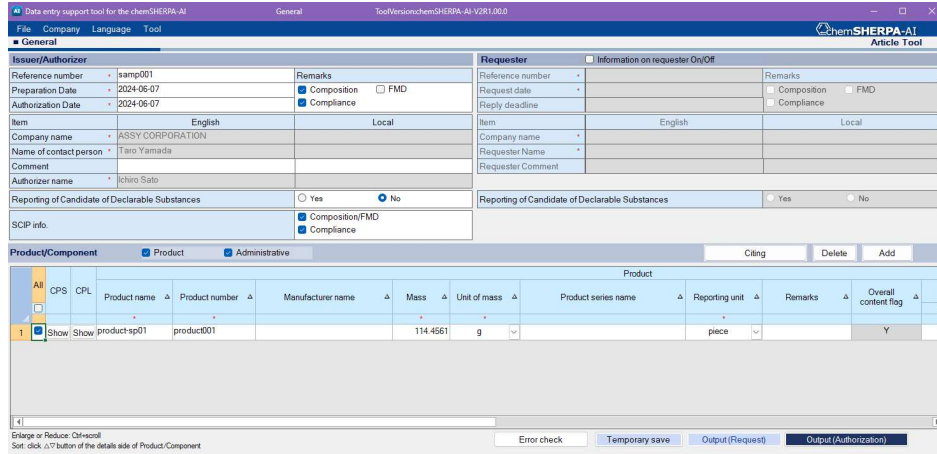 AI Data entry support tool for the chemSHERPA-AI General ToolVersion:chemSHERPA-AI-V2R1.00.0
File Company Language Tool chemSHERPA-AI
■ General Article Tool
Issuer/Authorizer
Reference number * samp001 Remarks
Preparation Date * 2024-06-07 Composition FMD
Authorization Date * 2024-06-07 Compliance
Item English Local
Company name * ASSY CORPORATION
Name of contact person * Taro Yamada
Comment
Authorizer name * Ichiro Sato
Reporting of Candidate of Declarable Substances Yes No
SCIP info. Composition/FMD
Compliance
Requester Information on requester On/Off
Reference number * Remarks
Request date * Composition FMD
Reply deadline Compliance
Item English Local
Company name *
Requester Name *
Requester Comment
Reporting of Candidate of Declarable Substances Yes No
Product/Component Product Administrative Citing Delete Add
Product
All CPS CPL Product name △ Product number △ Manufacturer name △ Mass △ Unit of mass △ Product series name △ Reporting unit △ Remarks △ Overall content flag △
* * * * *
1 Show Show product-sp01 product001 114.4561 g piece Y
Enlarge or Reduce: Ctrl+scroll
Sort: click △▽ button of the details side of Product/Component
Error check Temporary save Output (Request) Output (Authorization)